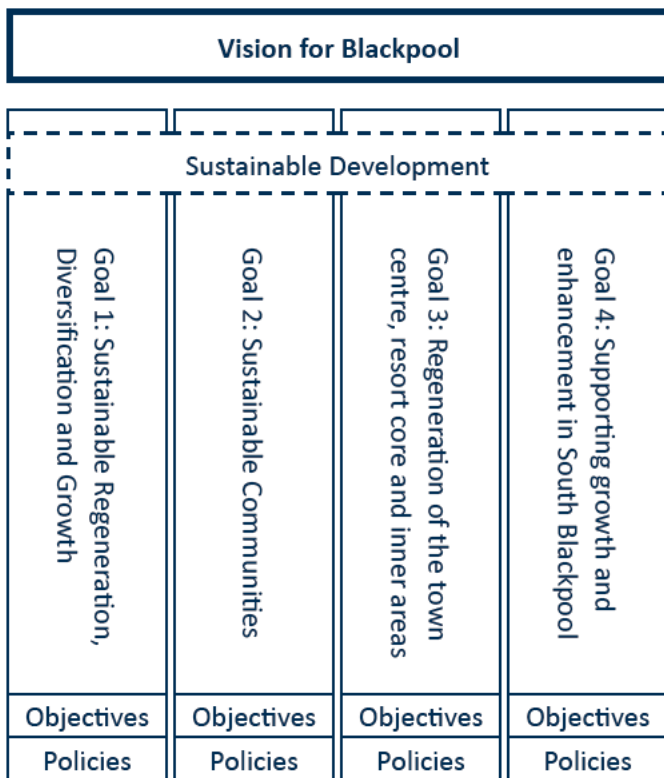 Vision for Blackpool
Sustainable Development
Goal 1: Sustainable Regeneration,
Diversification and Growth
Goal 2: Sustainable Communities
Goal 3: Regeneration of the town
centre, resort core and inner areas
Goal 4: Supporting growth and
enhancement in South Blackpool
Objectives
Objectives
Objectives
Objectives
Policies
Policies
Policies
Policies